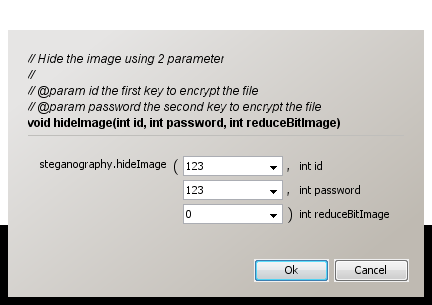 // Hide the image using 2 parameter
//
// @param id the first key to encrypt the file
// @param password the second key to encrypt the file
void hideImage(int id, int password, int reduceBitImage)
steganography.hideImage ( 123 , int id
123 , int password
0 ) int reduceBitImage
Ok Cancel